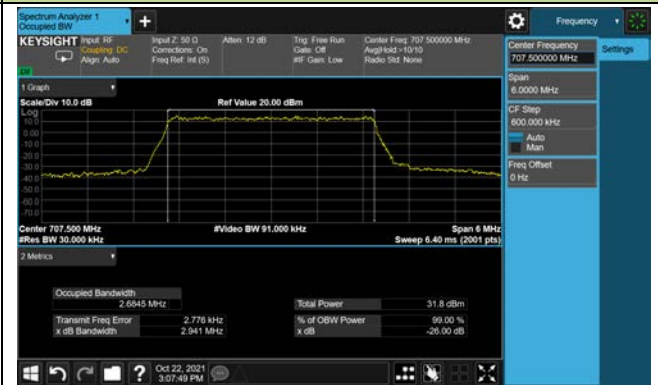 Spectrum Analyzer 1
Occupied BW
+
Frequency
KEYSIGHT
Input: RF
Coupling: DC
Align: Auto
Input Z: 50 Ω
Corrections: On
Freq Ref: Int (S)
Atten: 12 dB
Trig: Free Run
Gate: Off
#IF Gain: Low
Center Freq: 707.500000 MHz
Avg|Hold:>10/10
Radio Std: None
Center Frequency
707.500000 MHz
Settings
Span
6.0000 MHz
CF Step
600.000 kHz
Auto
Man
Freq Offset
0 Hz
1 Graph
Scale/Div 10.0 dB
Ref Value 20.00 dBm
Log
10.0
0.00
-10.0
-20.0
-30.0
-40.0
-50.0
-60.0
-70.0
Center 707.500 MHz
#Video BW 91.000 kHz
Span 6 MHz
#Res BW 30.000 kHz
Sweep 6.40 ms (2001 pts)
2 Metrics
Occupied Bandwidth
2.6845 MHz
Total Power
31.8 dBm
Transmit Freq Error
2.776 kHz
% of OBW Power
99.00 %
x dB Bandwidth
2.941 MHz
x dB
-26.00 dB
?
Oct 22, 2021
3:07:49 PM